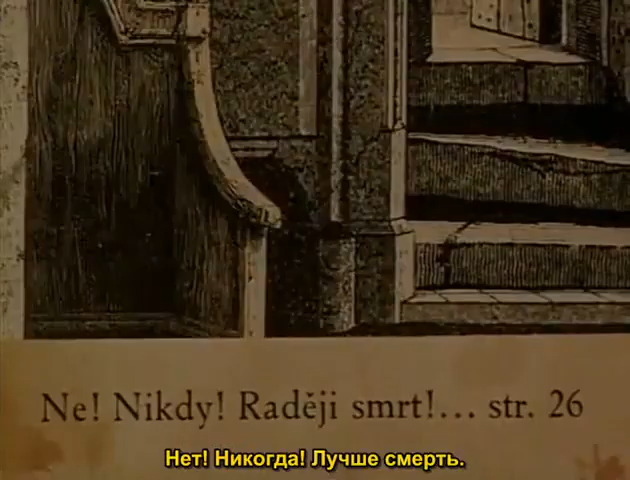 Ne! Nikdy! Raději smrt!... str. 26
Нет! Никогда! Лучше смерть.